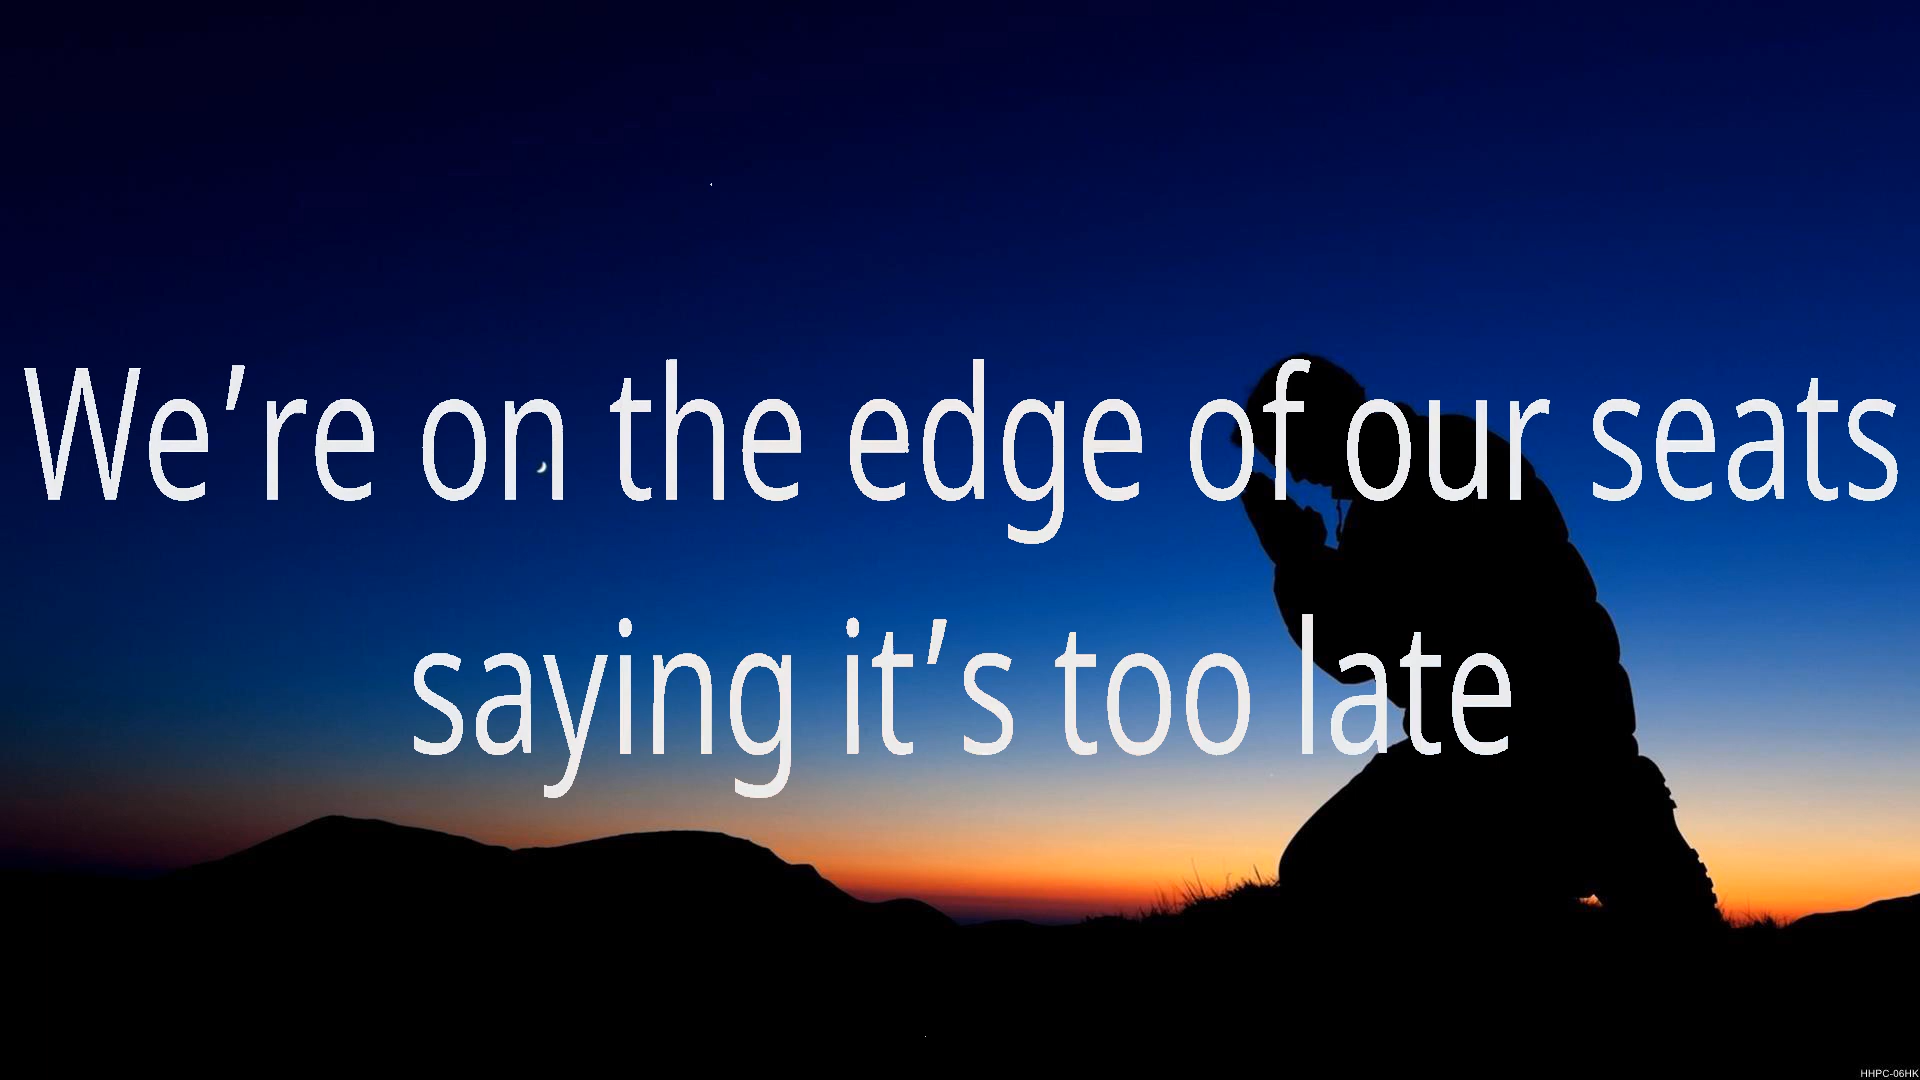 We’re on the edge of our seats
saying it’s too late
HHPC-06HK